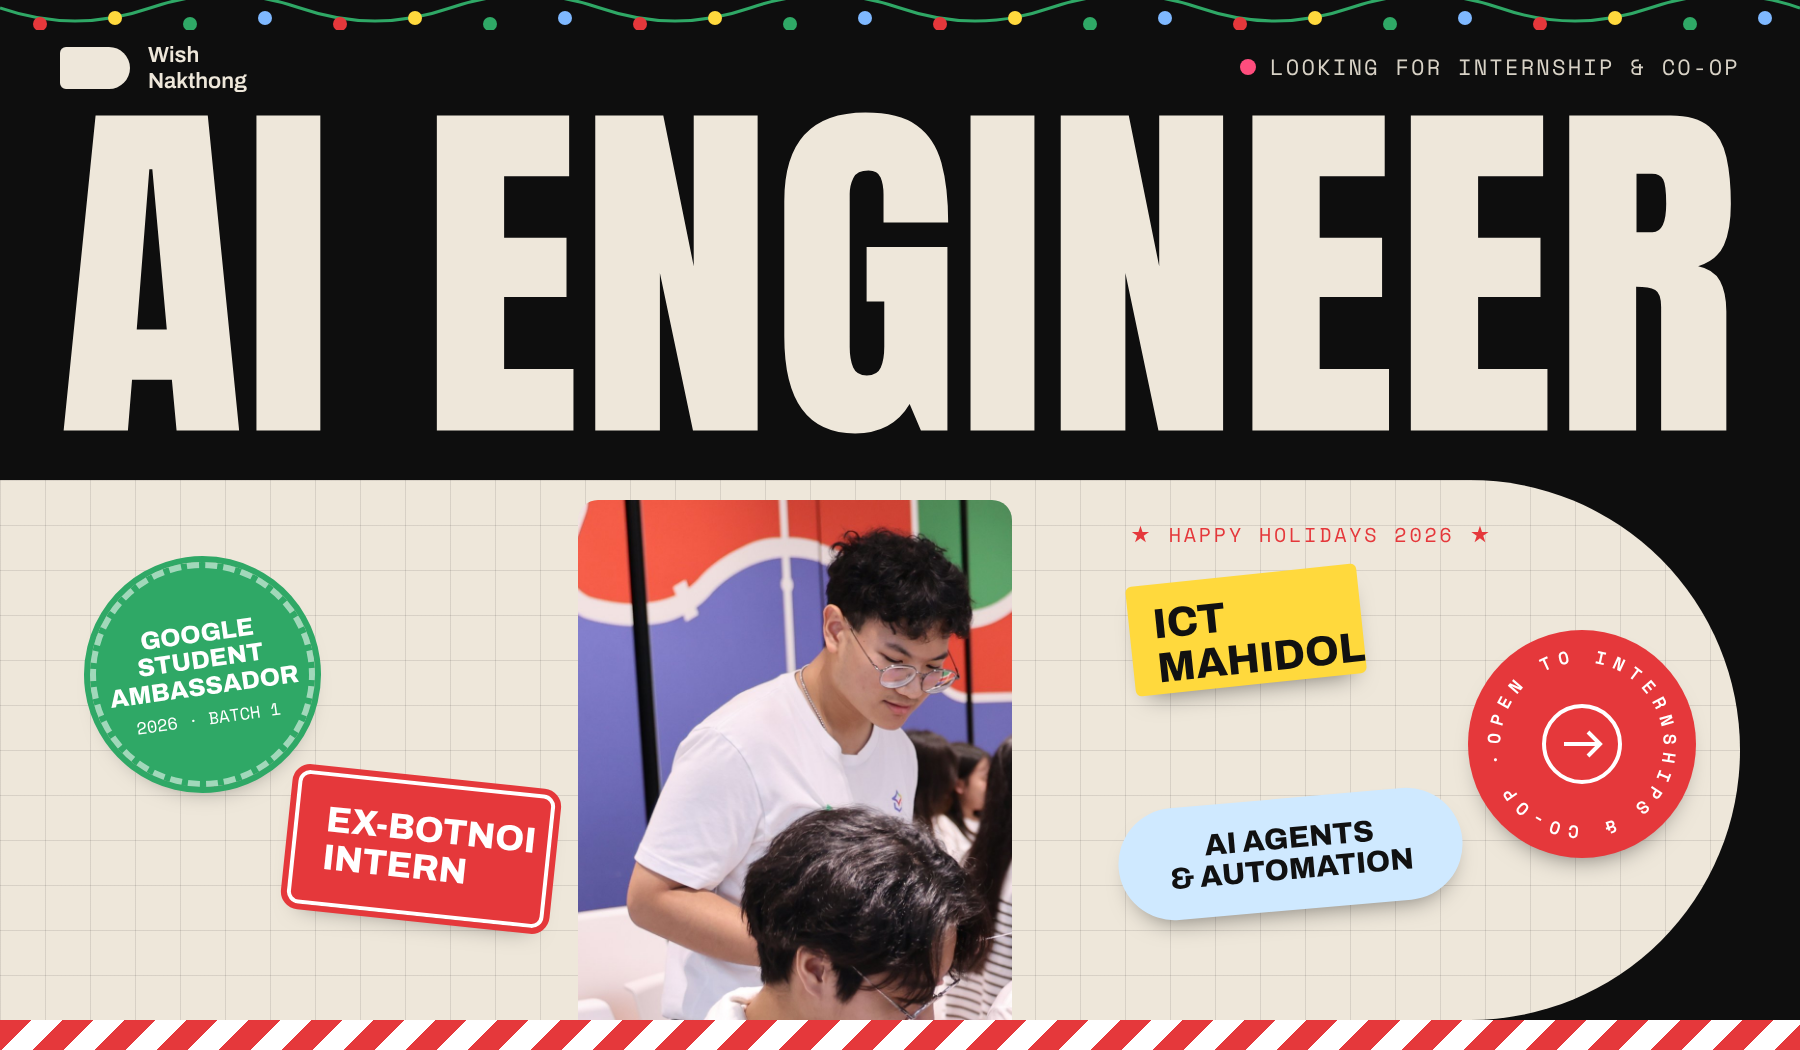 Wish
Nakthong
LOOKING FOR INTERNSHIP & CO-OP
AI ENGINEER
★ HAPPY HOLIDAYS 2026 ★
GOOGLE
STUDENT
AMBASSADOR
2026 · BATCH 1
EX-BOTNOI
INTERN
ICT
MAHIDOL
AI AGENTS
& AUTOMATION
OPEN TO INTERNSHIPS & CO-OP ·